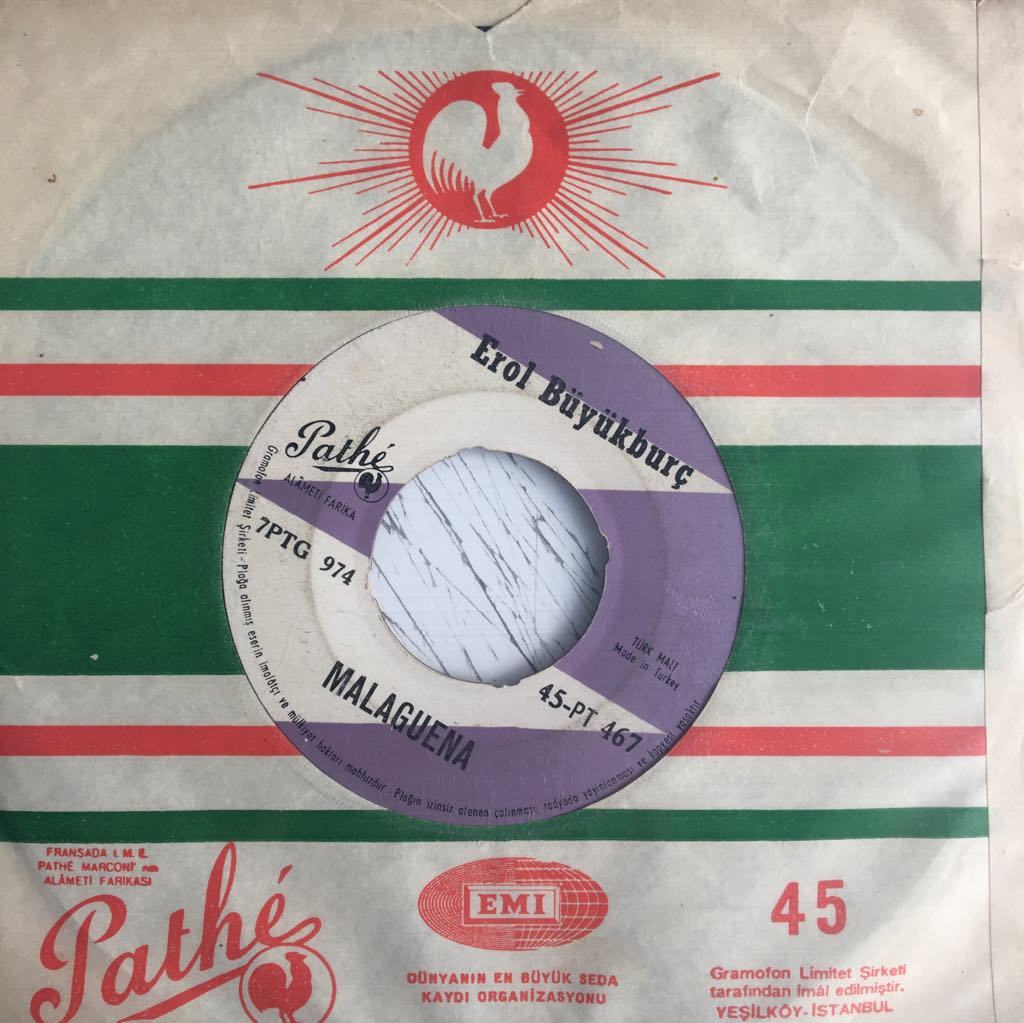 Erol Büyükburç
Pathé
ALÂMETİ FARİKA
7PTG 974
TÜRK MALI
Made in Turkey
45-PT 467
MALAGUENA
Gramofon Limitet Şirketi - Plağa alınmış eserin imalâtçı ve mülkiyet hakları mahfuzdur - Plağın izinsiz alenen çalınması, radyoda yayınlanması ve kopyesi yasaktır
FRANSADA I. M. E.
PATHÉ MARCONI
ALÂMETİ FARİKASI
Pathé
EMI
DÜNYANIN EN BÜYÜK SEDA
KAYDI ORGANİZASYONU
45
Gramofon Limitet Şirketi
tarafından imâl edilmiştir.
YEŞİLKÖY-İSTANBUL